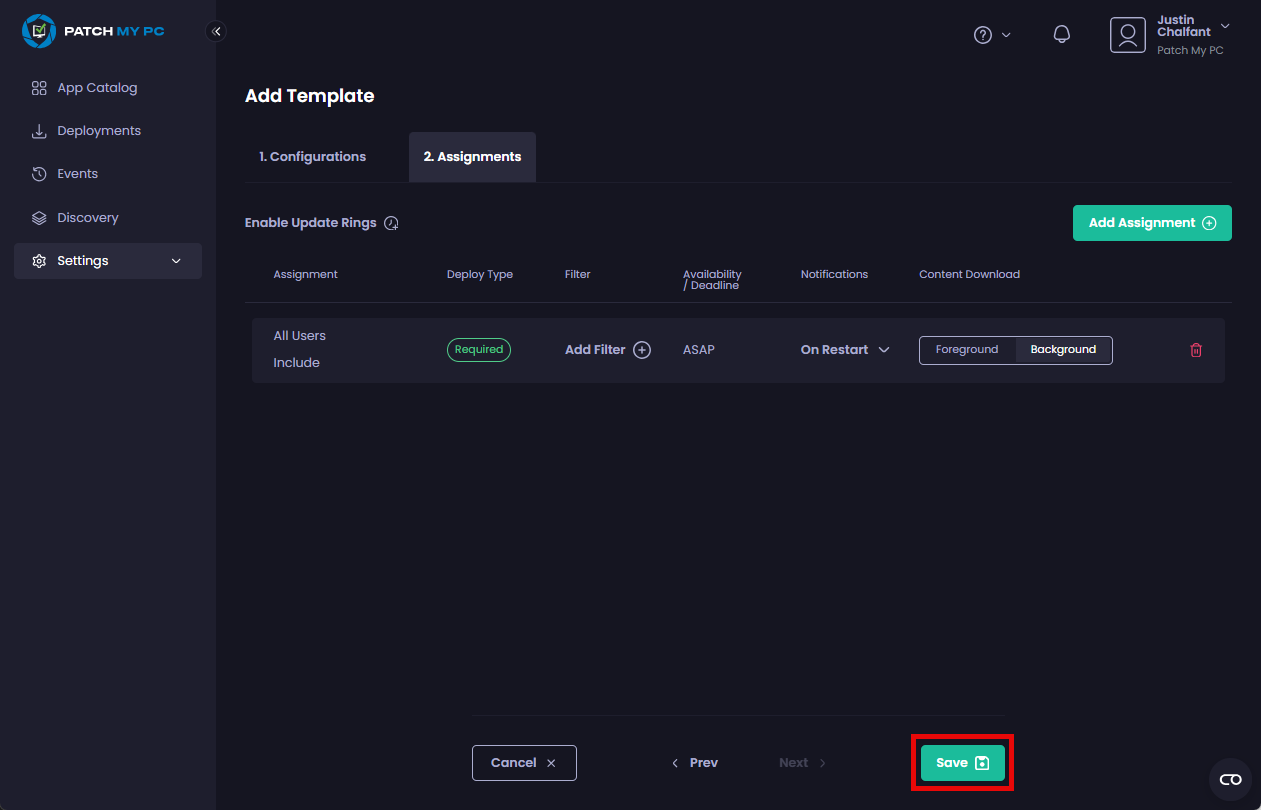 PATCH MY PC
App Catalog
Deployments
Events
Discovery
Settings
Justin
Chalfant
Patch My PC
Add Template
1. Configurations
2. Assignments
Enable Update Rings
Add Assignment
Assignment
Deploy Type
Filter
Availability
/ Deadline
Notifications
Content Download
All Users
Include
Required
Add Filter
ASAP
On Restart
Foreground
Background
Cancel
Prev
Next
Save